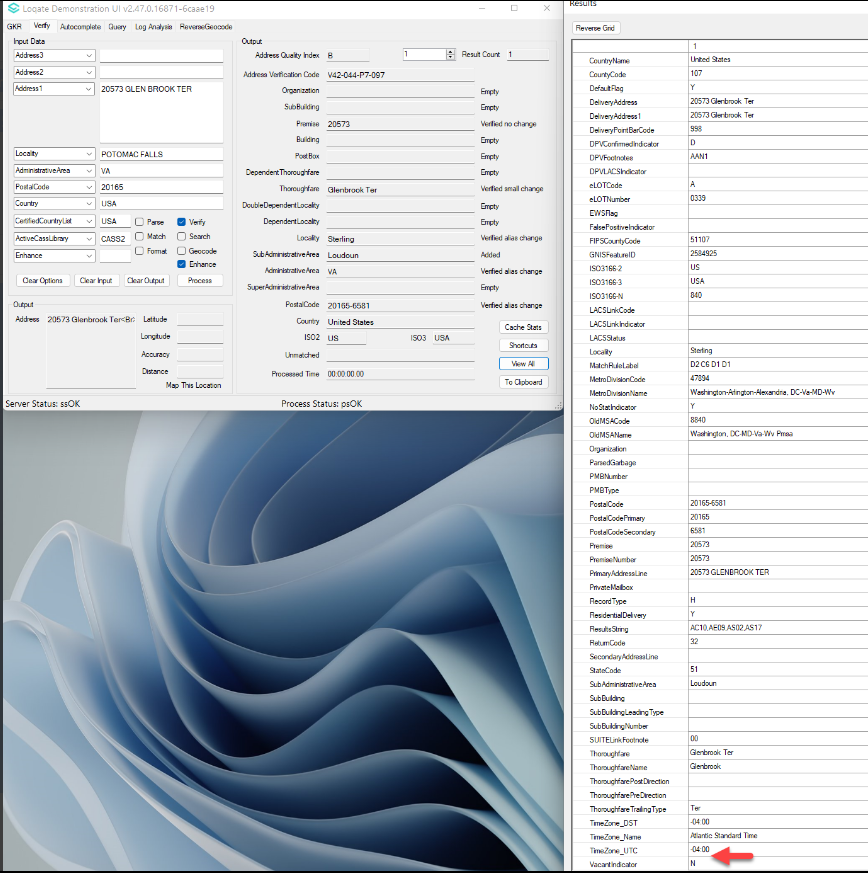 Loqate Demonstration UI v2.47.0.16871-6caae19
GKR Verify Autocomplete Query Log Analysis ReverseGeocode
Input Data
Address3
Address2
Address1 20573 GLEN BROOK TER
Locality POTOMAC FALLS
AdministrativeArea VA
PostalCode 20165
Country USA
CertifiedCountryList USA Parse Verify
ActiveCassLibrary CASS2 Match Search
Enhance Format Geocode
Enhance
Clear Options Clear Input Clear Output Process
Output
Address 20573 Glenbrook Ter<Br> Latitude
Longitude
Accuracy
Distance
Map This Location
Output
Address Quality Index B 1 Result Count 1
Address Verification Code V42-044-P7-097
Organization Empty
SubBuilding Empty
Premise 20573 Verified no change
Building Empty
PostBox Empty
DependentThoroughfare Empty
Thoroughfare Glenbrook Ter Verified small change
DoubleDependentLocality Empty
DependentLocality Empty
Locality Sterling Verified alias change
SubAdministrativeArea Loudoun Added
AdministrativeArea VA Verified alias change
SuperAdministrativeArea Empty
PostalCode 20165-6581 Verified alias change
Country United States
ISO2 US ISO3 USA
Unmatched
Processed Time 00:00:00.00
Cache Stats
Shortcuts
View All
To Clipboard
Server Status: ssOK Process Status: psOK
Results
Reverse Grid
1
CountryName United States
CountyCode 107
DefaultFlag Y
DeliveryAddress 20573 Glenbrook Ter
DeliveryAddress1 20573 Glenbrook Ter
DeliveryPointBarCode 998
DPVConfirmedIndicator D
DPVFootnotes AAN1
DPVLACSIndicator
eLOTCode A
eLOTNumber 0339
EWSFlag
FalsePositiveIndicator
FIPSCountyCode 51107
GNISFeatureID 2584925
ISO3166-2 US
ISO3166-3 USA
ISO3166-N 840
LACSLinkCode
LACSLinkIndicator
LACSStatus
Locality Sterling
MatchRuleLabel D2 C6 D1 D1
MetroDivisionCode 47894
MetroDivisionName Washington-Arlington-Alexandria, DC-Va-MD-Wv
NoStatIndicator Y
OldMSACode 8840
OldMSAName Washington, DC-MD-Va-Wv Pmsa
Organization
ParsedGarbage
PMBNumber
PMBType
PostalCode 20165-6581
PostalCodePrimary 20165
PostalCodeSecondary 6581
Premise 20573
PremiseNumber 20573
PrimaryAddressLine 20573 GLENBROOK TER
PrivateMailbox
RecordType H
ResidentialDelivery Y
ResultsString AC10,AE09,AS02,AS17
ReturnCode 32
SecondaryAddressLine
StateCode 51
SubAdministrativeArea Loudoun
SubBuilding
SubBuildingLeadingType
SubBuildingNumber
SUITELinkFootnote 00
Thoroughfare Glenbrook Ter
ThoroughfareName Glenbrook
ThoroughfarePostDirection
ThoroughfarePreDirection
ThoroughfareTrailingType Ter
TimeZone_DST -04:00
TimeZone_Name Atlantic Standard Time
TimeZone_UTC -04:00
VacantIndicator N